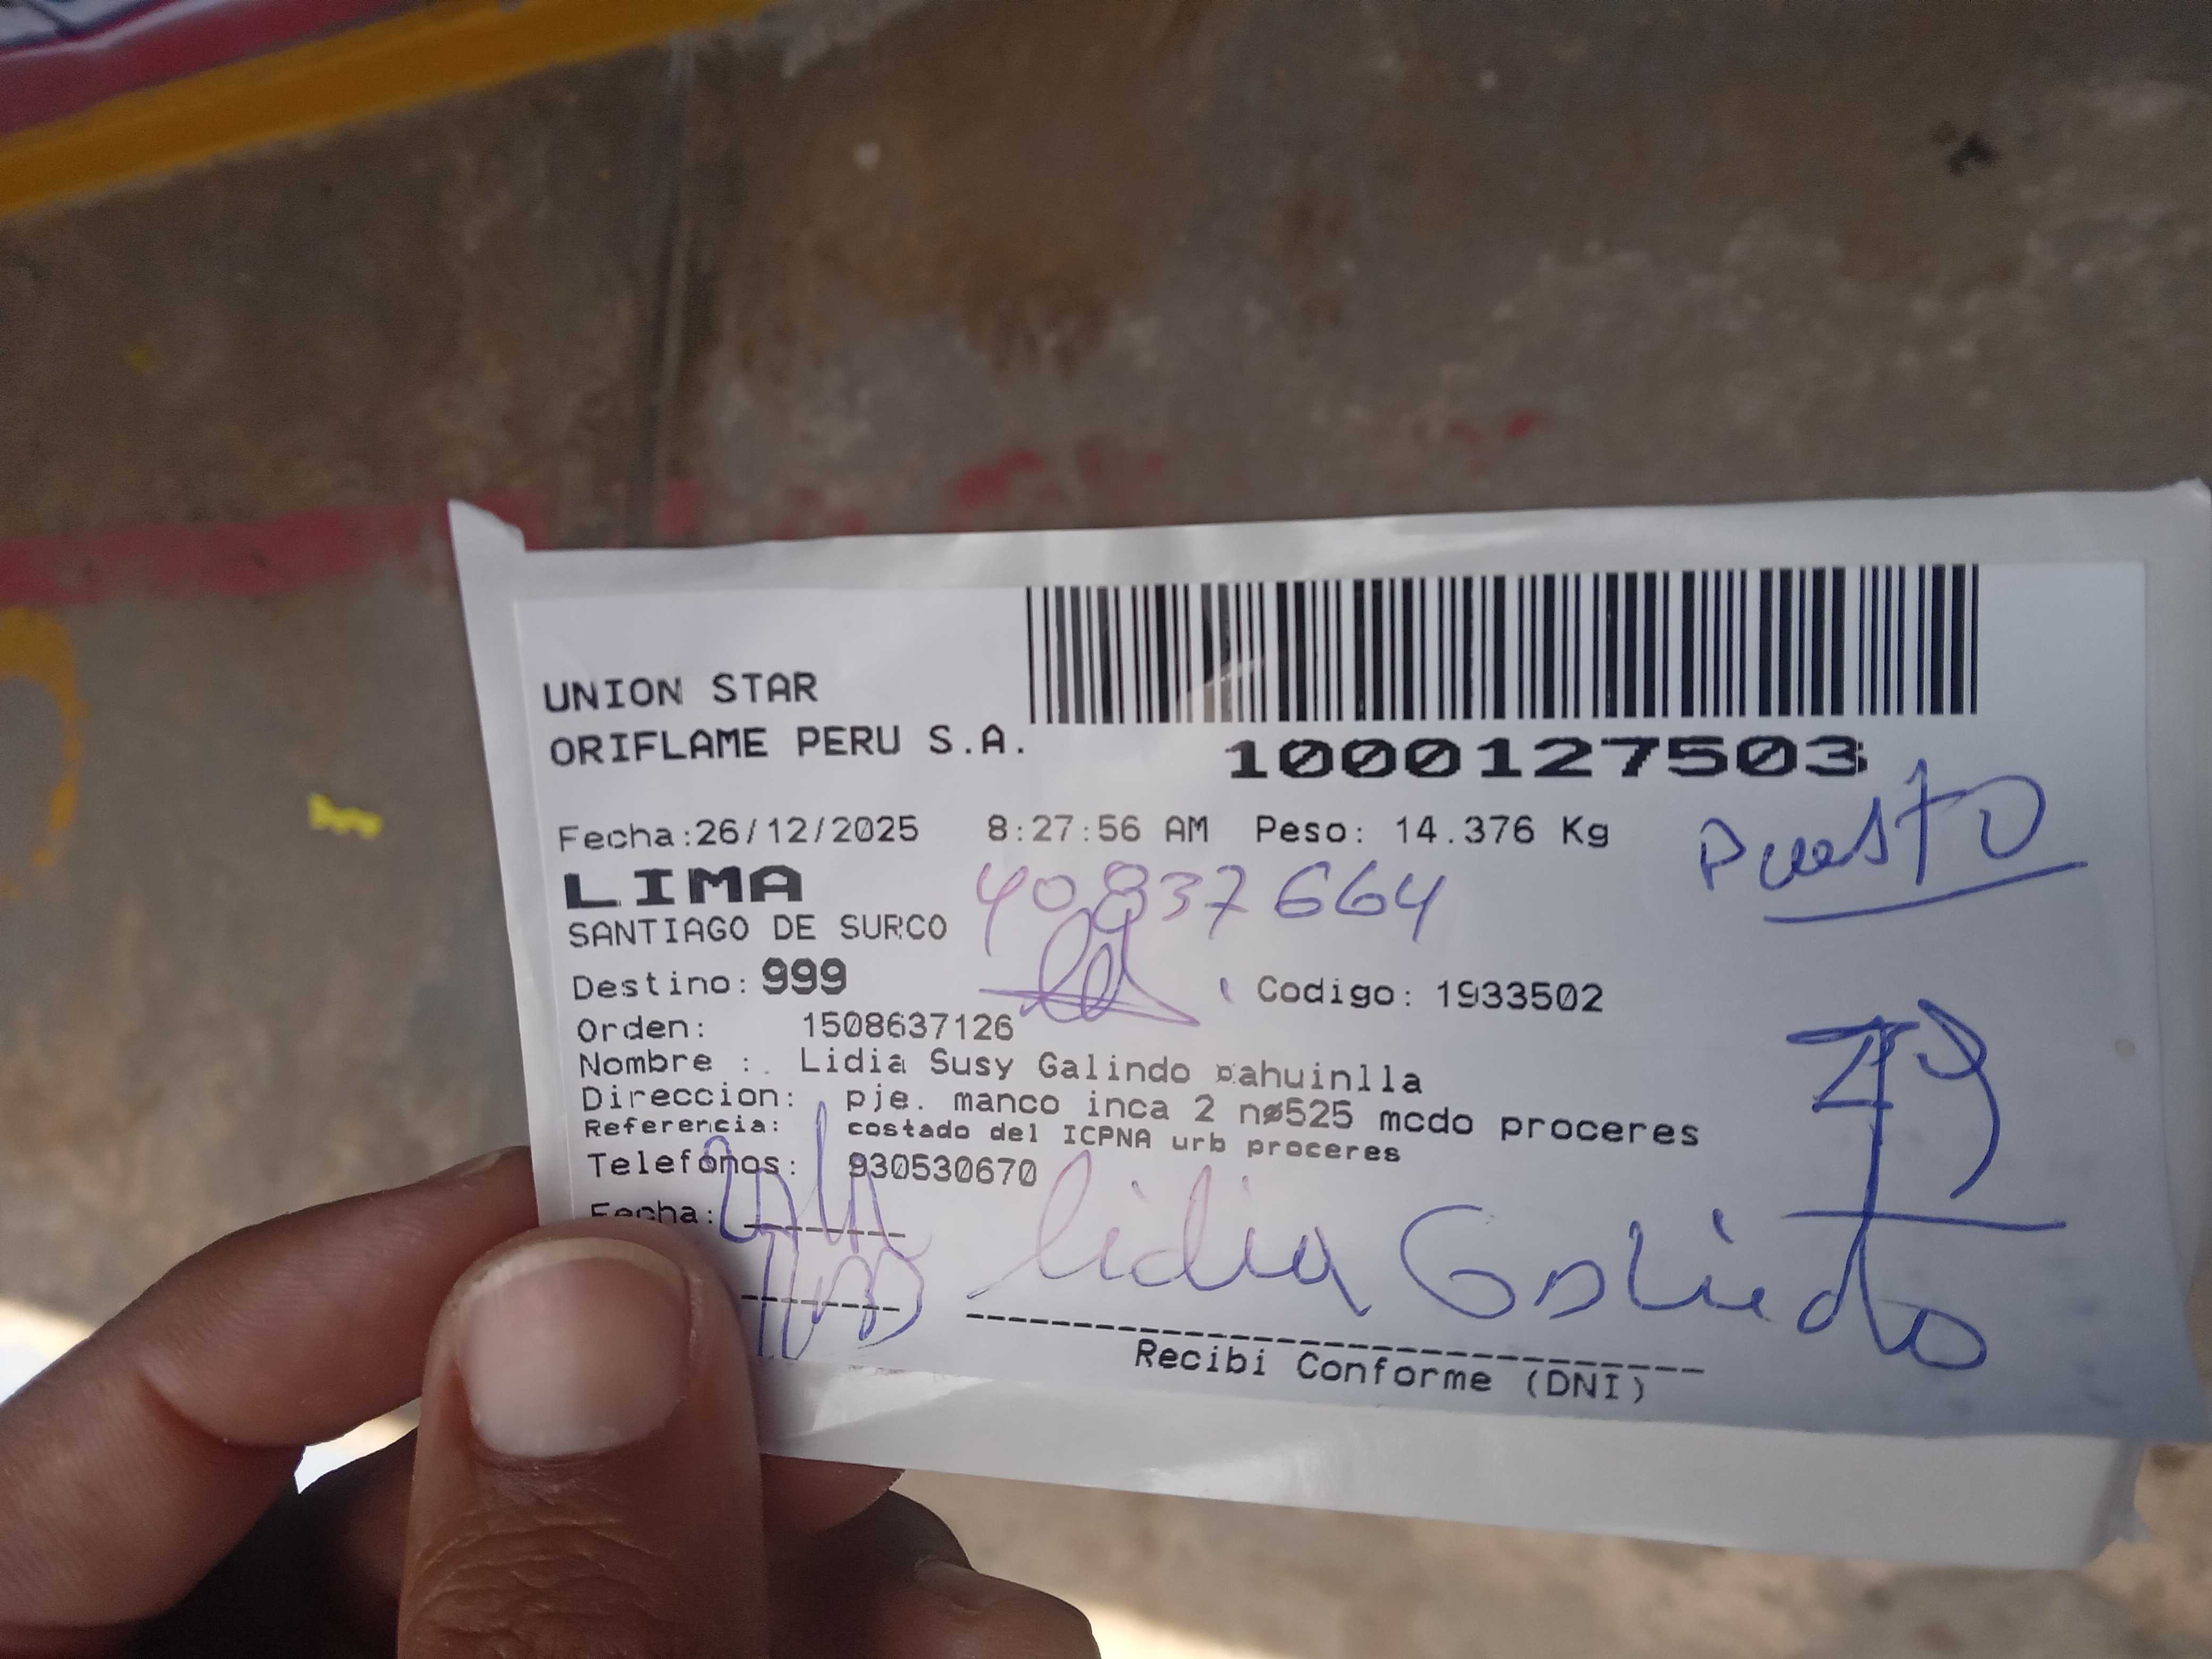 UNION STAR
ORIFLAME PERU S.A.
1000127503
Fecha:26/12/2025 8:27:56 AM Peso: 14.376 Kg
Puesto
LIMA
40837664
SANTIAGO DE SURCO
Destino: 999
Codigo: 1933502
Orden: 1508637126
Nombre : Lidia Susy Galindo ¤ahuinlla
Direccion: pje. manco inca 2 nø525 mcdo proceres
Referencia: costado del ICPNA urb proceres
Telefonos: 930530670
Fecha:
lidia Galindo
Recibi Conforme (DNI)